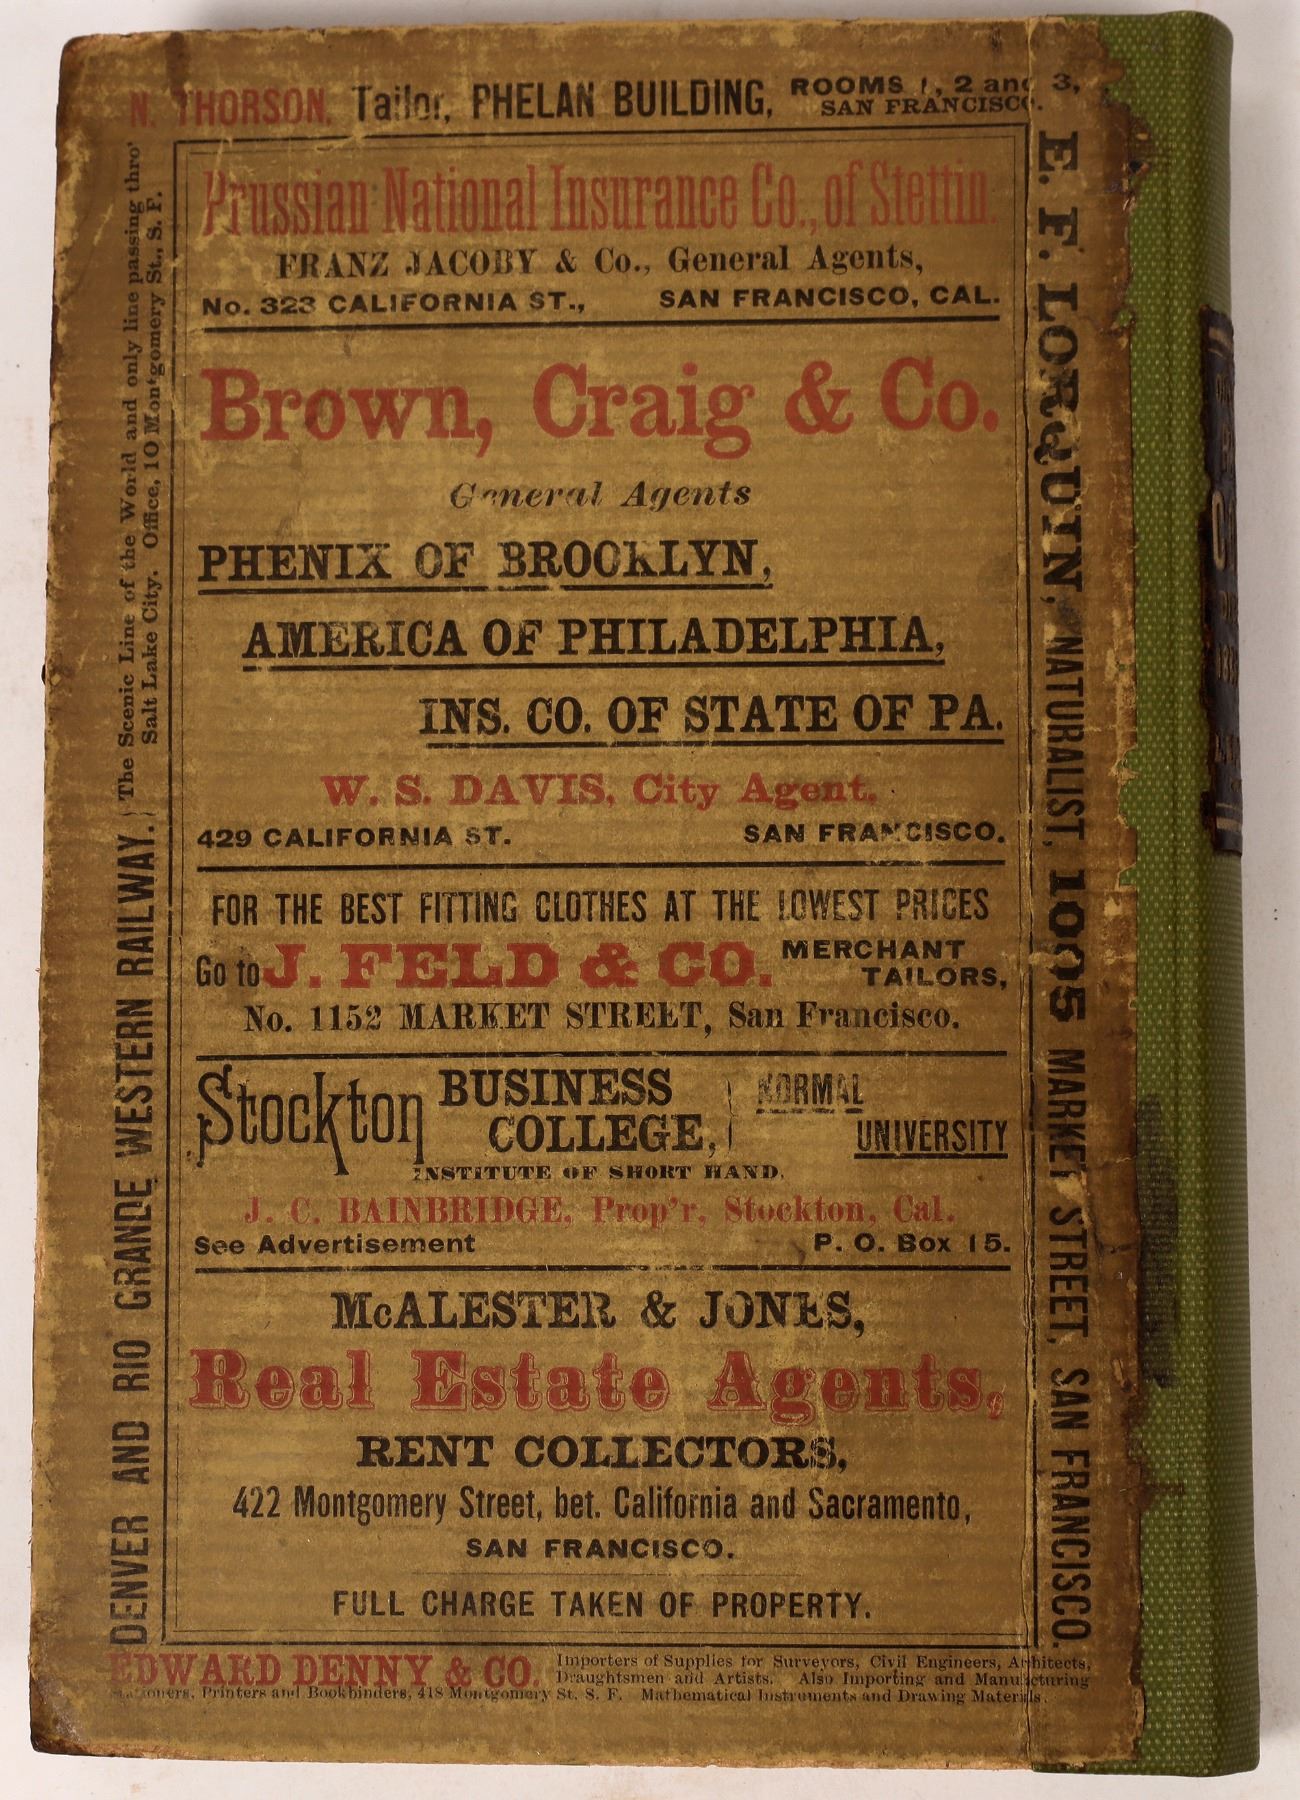 N. THORSON, Tailor, PHELAN BUILDING, ROOMS 1, 2 and 3,
SAN FRANCISCO.
Prussian National Insurance Co., of Stettin.
FRANZ JACOBY & Co., General Agents,
No. 323 CALIFORNIA ST., SAN FRANCISCO, CAL.
Brown, Craig & Co.
General Agents
PHENIX OF BROOKLYN,
AMERICA OF PHILADELPHIA,
INS. CO. OF STATE OF PA.
W. S. DAVIS, City Agent,
429 CALIFORNIA ST. SAN FRANCISCO.
FOR THE BEST FITTING CLOTHES AT THE LOWEST PRICES
Go to J. FELD & CO. MERCHANT
TAILORS,
No. 1152 MARKET STREET, San Francisco.
Stockton BUSINESS
COLLEGE,
NORMAL
UNIVERSITY
INSTITUTE OF SHORT HAND.
J. C. BAINBRIDGE, Prop'r, Stockton, Cal.
See Advertisement P. O. Box 15.
McALESTER & JONES,
Real Estate Agents,
RENT COLLECTORS,
422 Montgomery Street, bet. California and Sacramento,
SAN FRANCISCO.
FULL CHARGE TAKEN OF PROPERTY.
DENVER AND RIO GRANDE WESTERN RAILWAY.
The Scenic Line of the World and only line passing thro'
Salt Lake City. Office, 10 Montgomery St., S. F.
E. F. LORQUIN, NATURALIST, 1005 MARKET STREET, SAN FRANCISCO.
EDWARD DENNY & CO.
Stationers, Printers and Bookbinders, 418 Montgomery St. S. F.
Importers of Supplies for Surveyors, Civil Engineers, Architects,
Draughtsmen and Artists. Also Importing and Manufacturing
Mathematical Instruments and Drawing Materials.